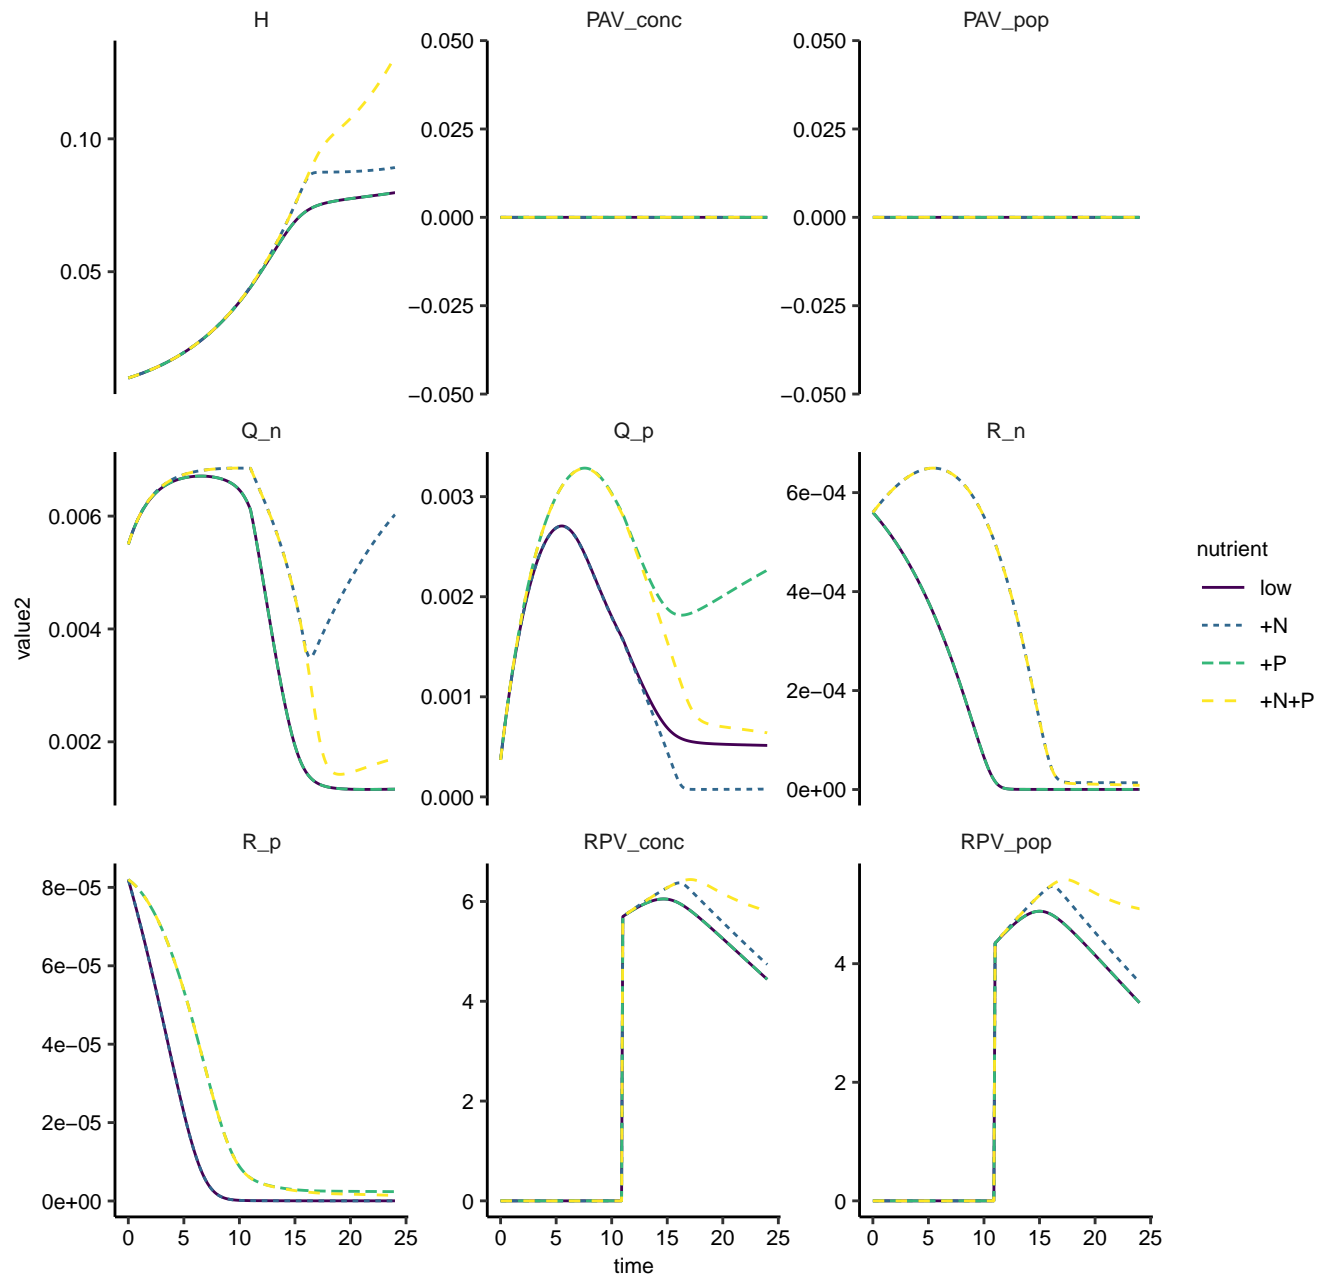 H
PAV_conc
PAV_pop
0.10
0.05
0.050
0.025
0.000
−0.025
−0.050
0.050
0.025
0.000
−0.025
−0.050
Q_n
Q_p
R_n
0.006
0.004
0.002
0.003
0.002
0.001
0.000
6e−04
4e−04
2e−04
0e+00
value2
nutrient
low
+N
+P
+N+P
R_p
RPV_conc
RPV_pop
8e−05
6e−05
4e−05
2e−05
0e+00
6
4
2
0
4
2
0
0 5 10 15 20 25
0 5 10 15 20 25
0 5 10 15 20 25
time